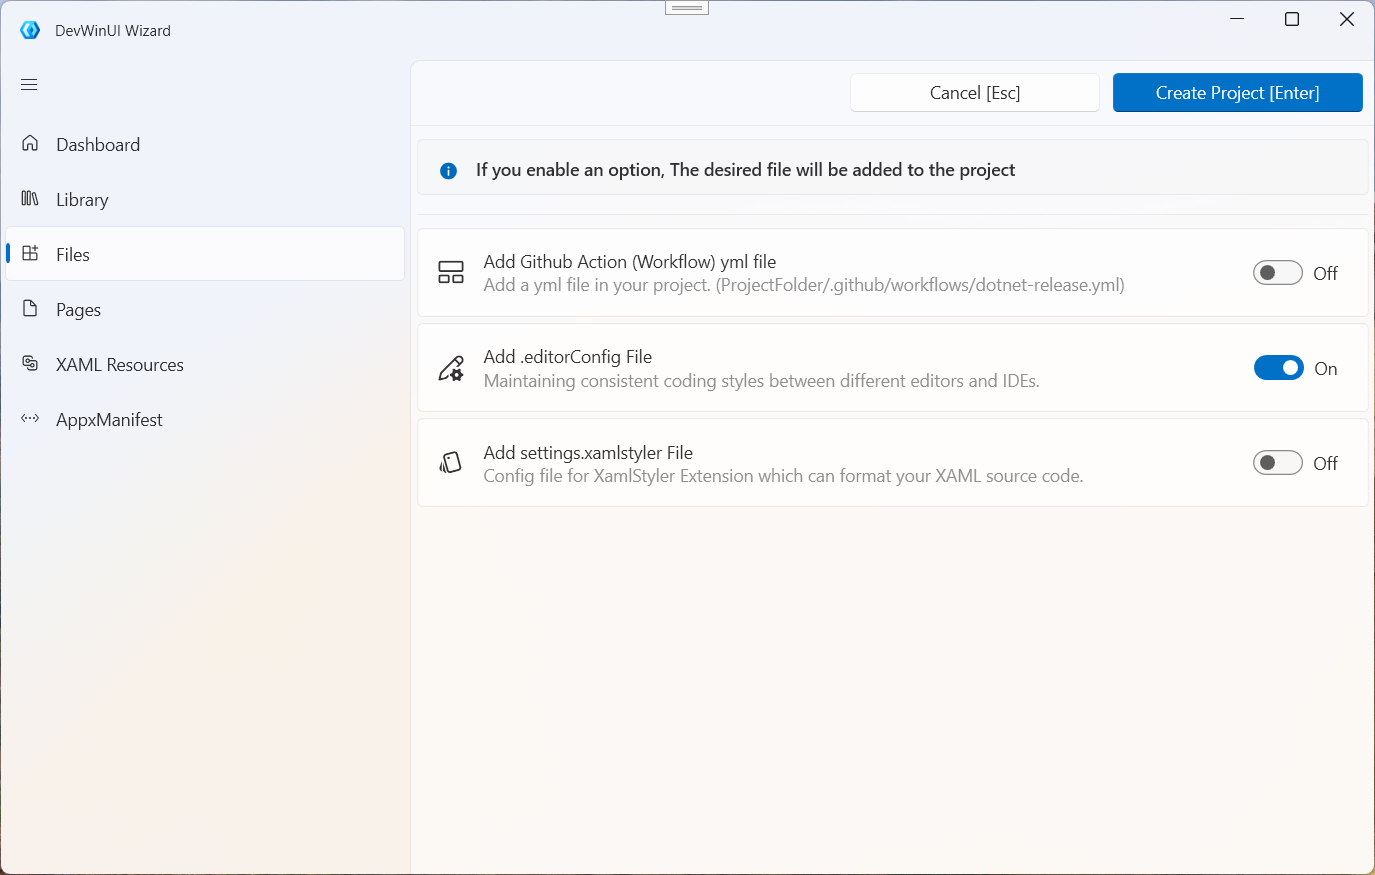 DevWinUI Wizard
Cancel [Esc]
Create Project [Enter]
Dashboard
Library
Files
Pages
XAML Resources
AppxManifest
If you enable an option, The desired file will be added to the project
Add Github Action (Workflow) yml file
Add a yml file in your project. (ProjectFolder/.github/workflows/dotnet-release.yml)
Off
Add .editorConfig File
Maintaining consistent coding styles between different editors and IDEs.
On
Add settings.xamlstyler File
Config file for XamlStyler Extension which can format your XAML source code.
Off